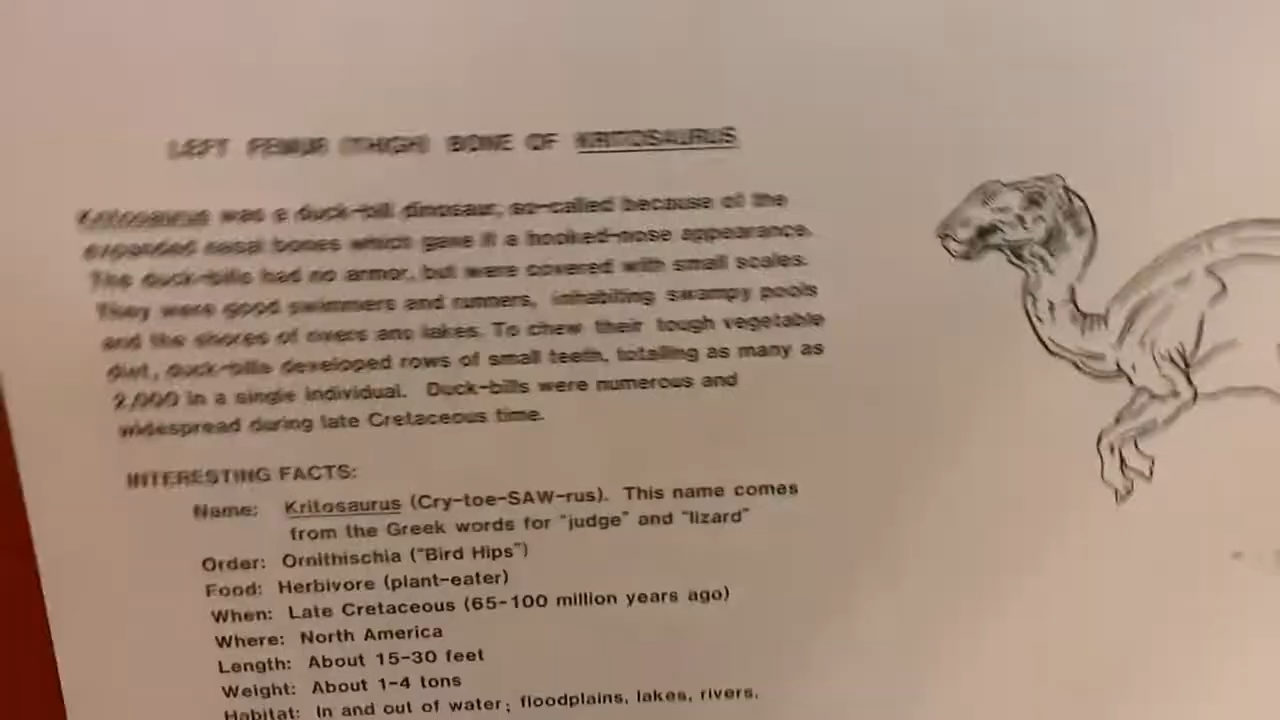 LEFT FEMUR (THIGH) BONE OF KRITOSAURUS
Kritosaurus was a duck-bill dinosaur, so-called because of the
expanded nasal bones which gave it a hooked-nose appearance.
The duck-bills had no armor, but were covered with small scales.
They were good swimmers and runners, inhabiting swampy pools
and the shores of rivers and lakes. To chew their tough vegetable
diet, duck-bills developed rows of small teeth, totalling as many as
2,000 in a single individual. Duck-bills were numerous and
widespread during late Cretaceous time.
INTERESTING FACTS:
Name: Kritosaurus (Cry-toe-SAW-rus). This name comes
from the Greek words for "judge" and "lizard"
Order: Ornithischia ("Bird Hips")
Food: Herbivore (plant-eater)
When: Late Cretaceous (65-100 million years ago)
Where: North America
Length: About 15-30 feet
Weight: About 1-4 tons
Habitat: In and out of water; floodplains, lakes, rivers,